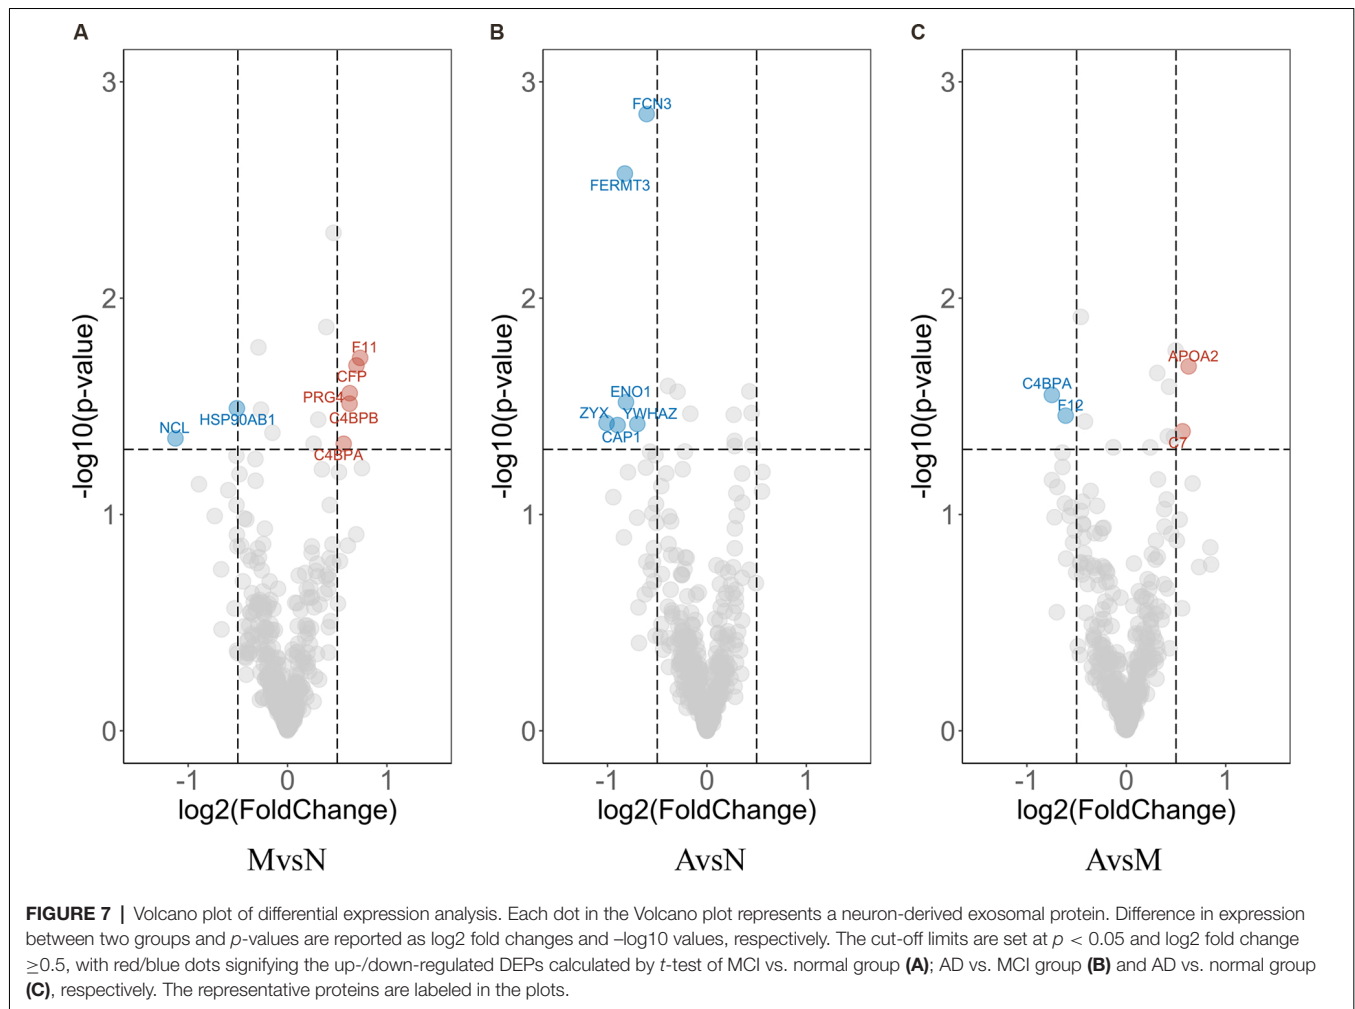 A
3
2
1
0
-log10(p-value)
F11
CFP
PRG4
C4BPB
C4BPA
HSP90AB1
NCL
-1 0 1
log2(FoldChange)
MvsN
B
3
2
1
0
-log10(p-value)
FCN3
FERMT3
ENO1
ZYX
YWHAZ
CAP1
-1 0 1
log2(FoldChange)
AvsN
C
3
2
1
0
-log10(p-value)
APOA2
C4BPA
F12
C7
-1 0 1
log2(FoldChange)
AvsM
FIGURE 7 | Volcano plot of differential expression analysis. Each dot in the Volcano plot represents a neuron-derived exosomal protein. Difference in expression
between two groups and p-values are reported as log2 fold changes and –log10 values, respectively. The cut-off limits are set at p < 0.05 and log2 fold change
≥0.5, with red/blue dots signifying the up-/down-regulated DEPs calculated by t-test of MCI vs. normal group (A); AD vs. MCI group (B) and AD vs. normal group
(C), respectively. The representative proteins are labeled in the plots.